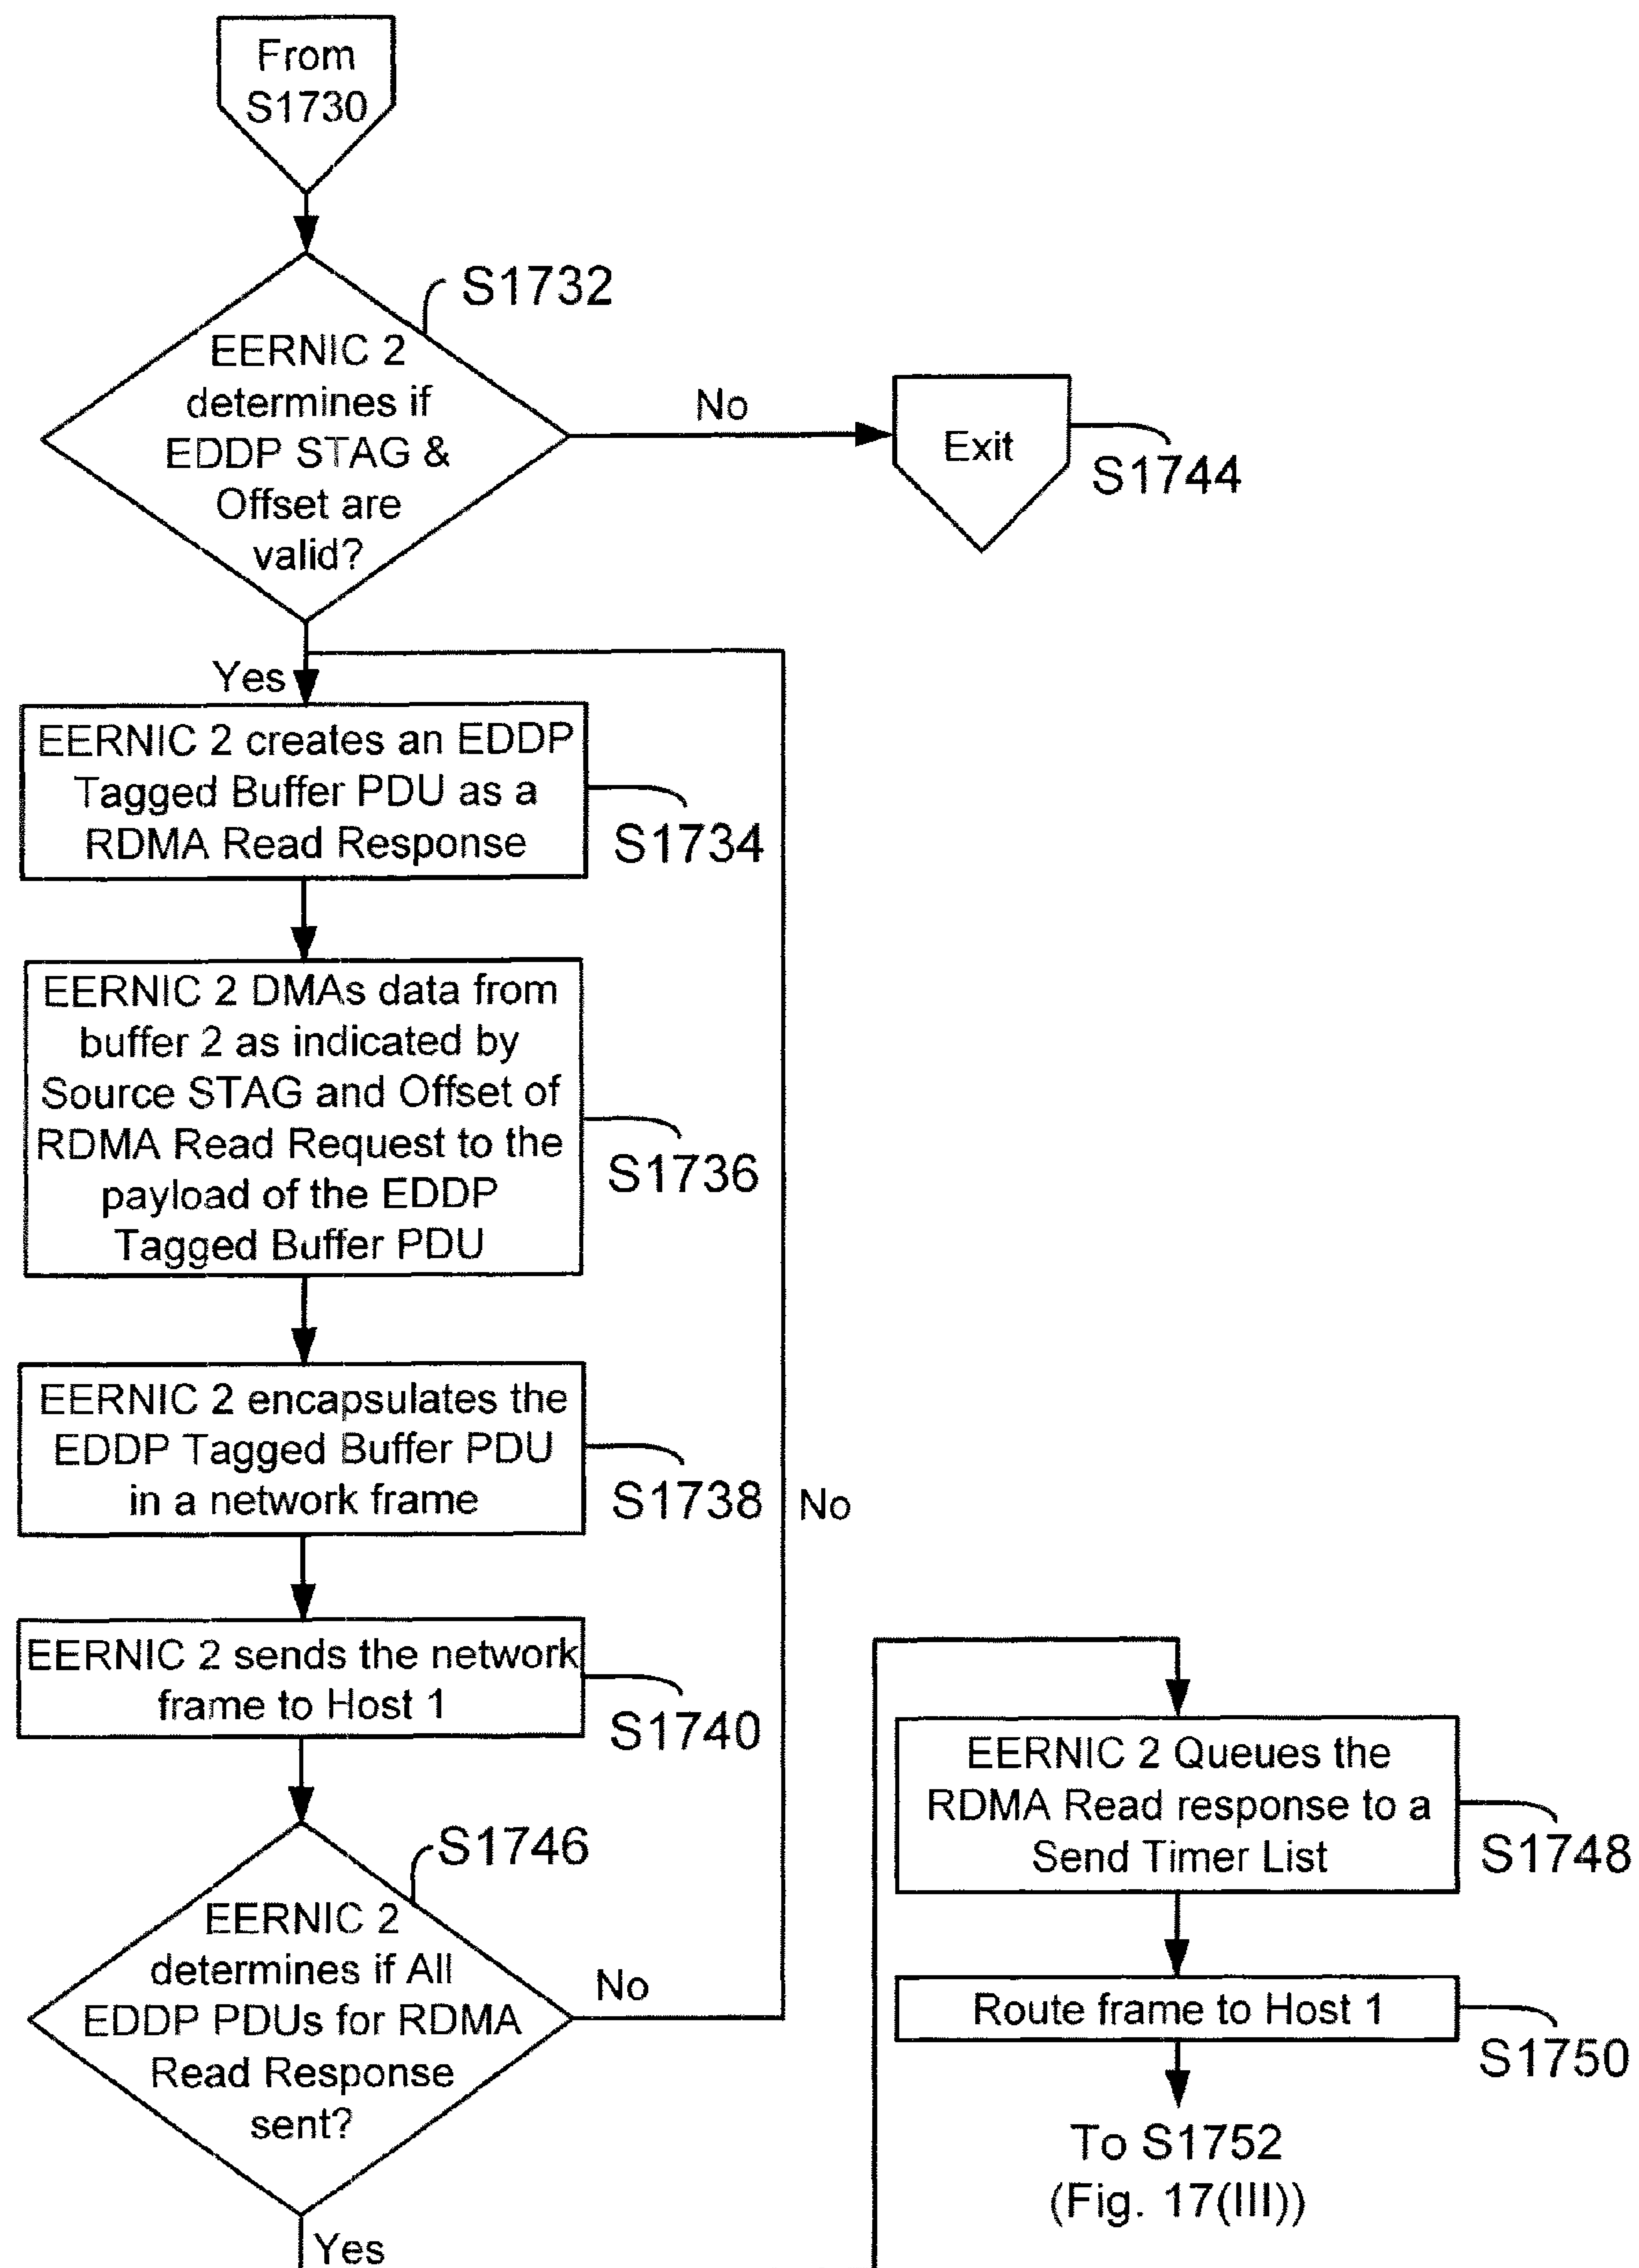 From
S1730
S1732
EERNIC 2
determines if
EDDP STAG &
Offset are
valid?
No
Exit
S1744
Yes
EERNIC 2 creates an EDDP
Tagged Buffer PDU as a
RDMA Read Response
S1734
EERNIC 2 DMAs data from
buffer 2 as indicated by
Source STAG and Offset of
RDMA Read Request to the
payload of the EDDP
Tagged Buffer PDU
S1736
EERNIC 2 encapsulates the
EDDP Tagged Buffer PDU
in a network frame
S1738
No
EERNIC 2 sends the network
frame to Host 1
S1740
S1746
EERNIC 2
determines if All
EDDP PDUs for RDMA
Read Response
sent?
No
Yes
EERNIC 2 Queues the
RDMA Read response to a
Send Timer List
S1748
Route frame to Host 1
S1750
To S1752
(Fig. 17(III))